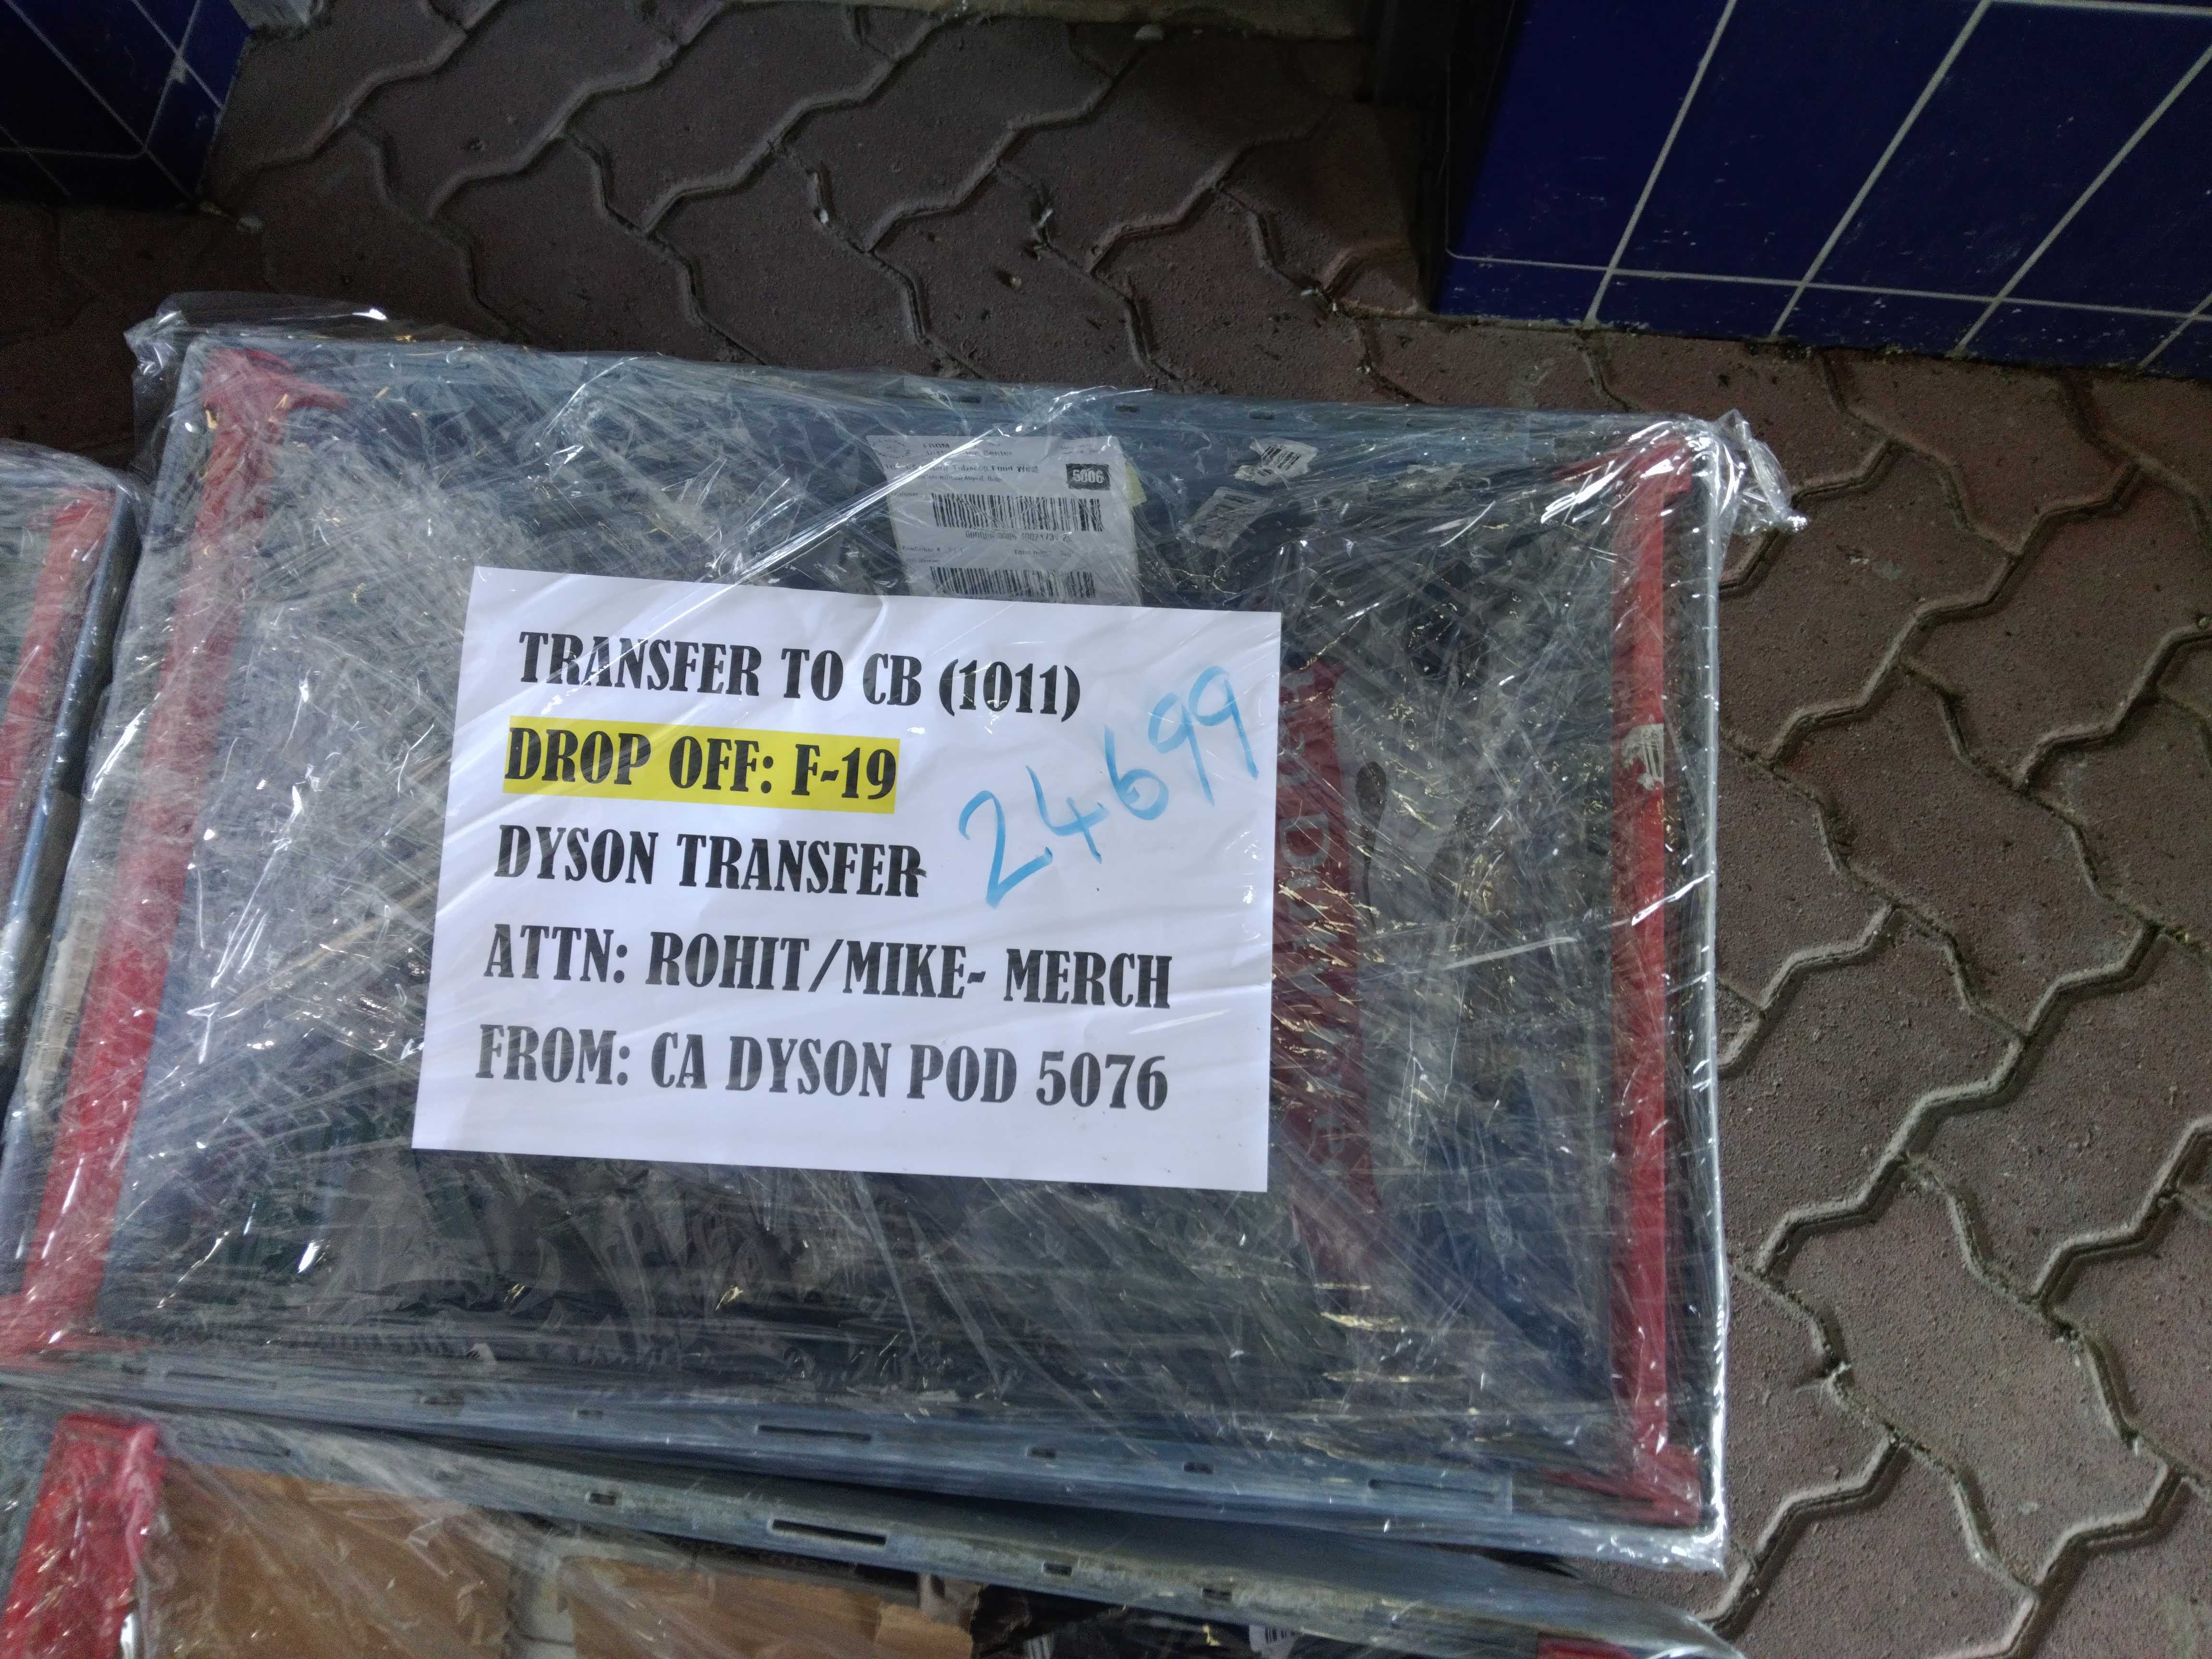 5006
TRANSFER TO CB (1011)
DROP OFF: F-19
24699
DYSON TRANSFER
ATTN: ROHIT/MIKE- MERCH
FROM: CA DYSON POD 5076